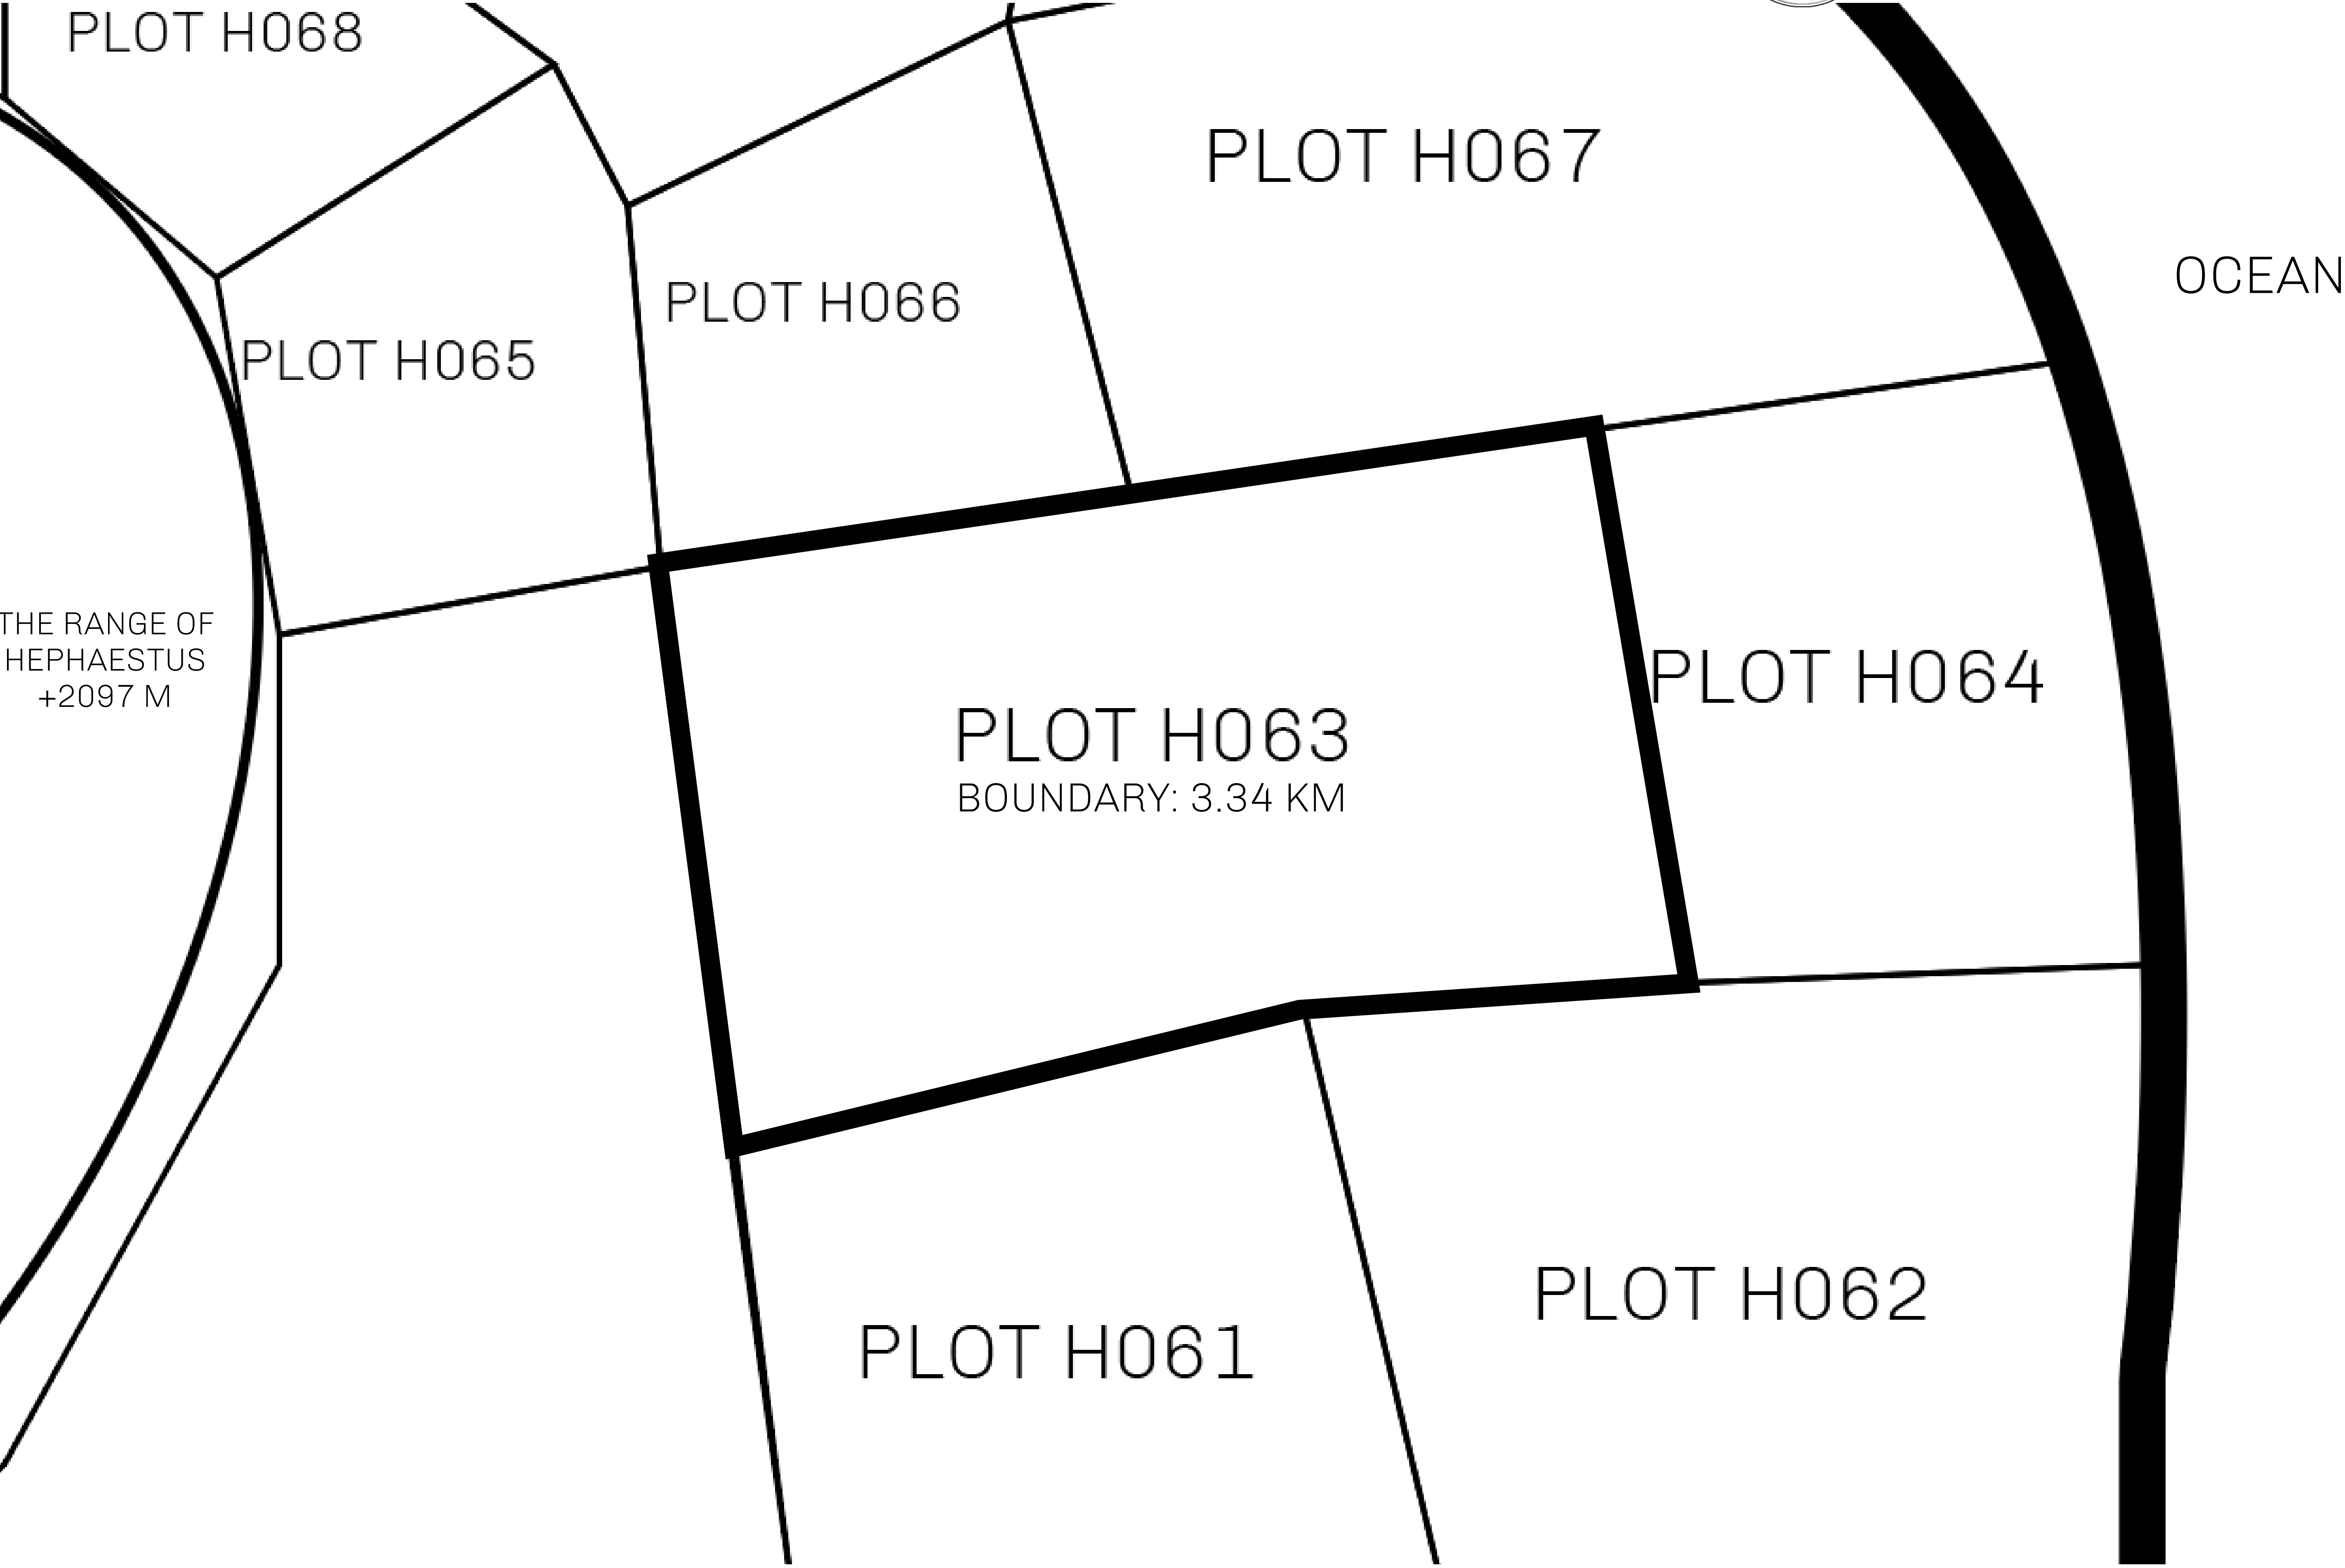 PLOT H068
PLOT H067
OCEAN
PLOT H066
PLOT H065
THE RANGE OF
HEPHAESTUS
+2097 M
PLOT H064
PLOT H063
BOUNDARY: 3.34 KM
PLOT H062
PLOT H061